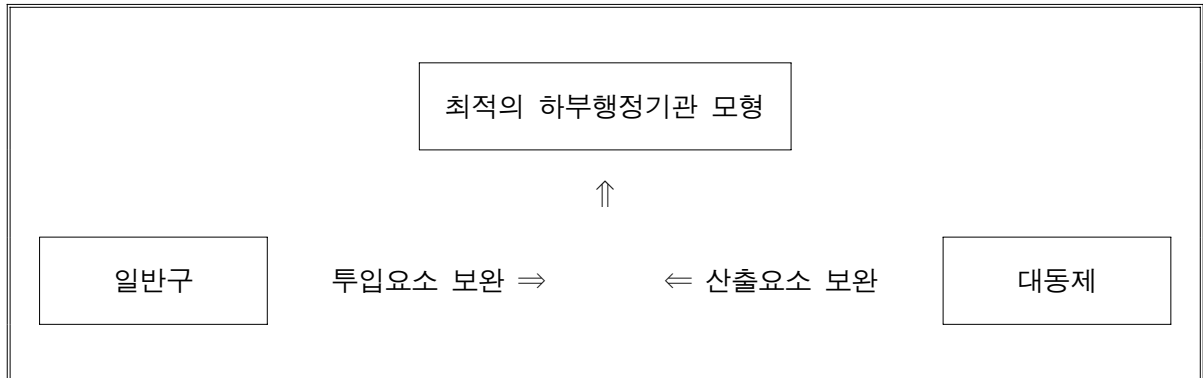 최적의 하부행정기관 모형
⇑
일반구 투입요소 보완 ⇒ ⇐ 산출요소 보완 대동제